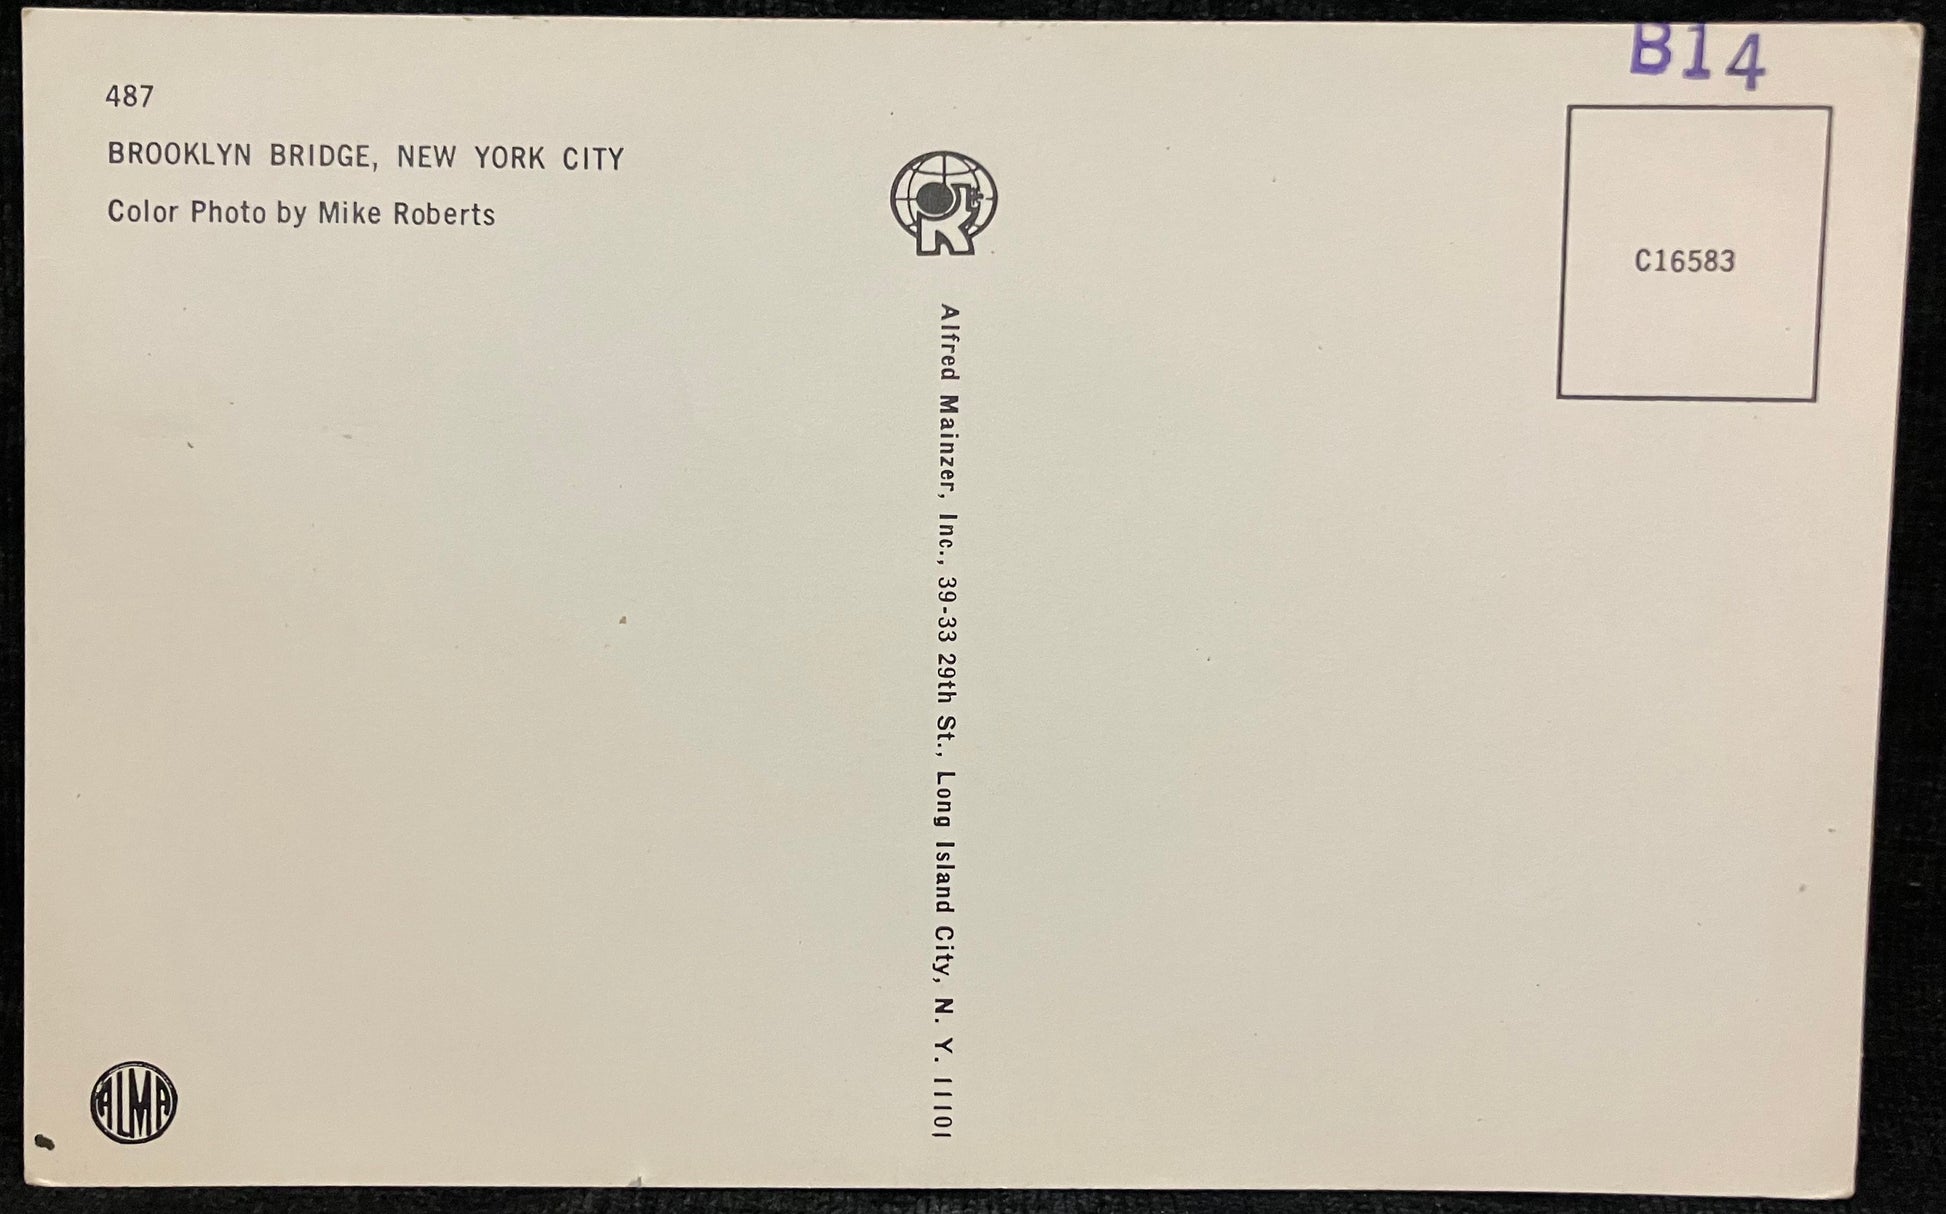 487
BROOKLYN BRIDGE, NEW YORK CITY
Color Photo by Mike Roberts
K
Alfred Mainzer, Inc., 39-33 29th St., Long Island City, N. Y. 11101
B14
C16583
ALMA